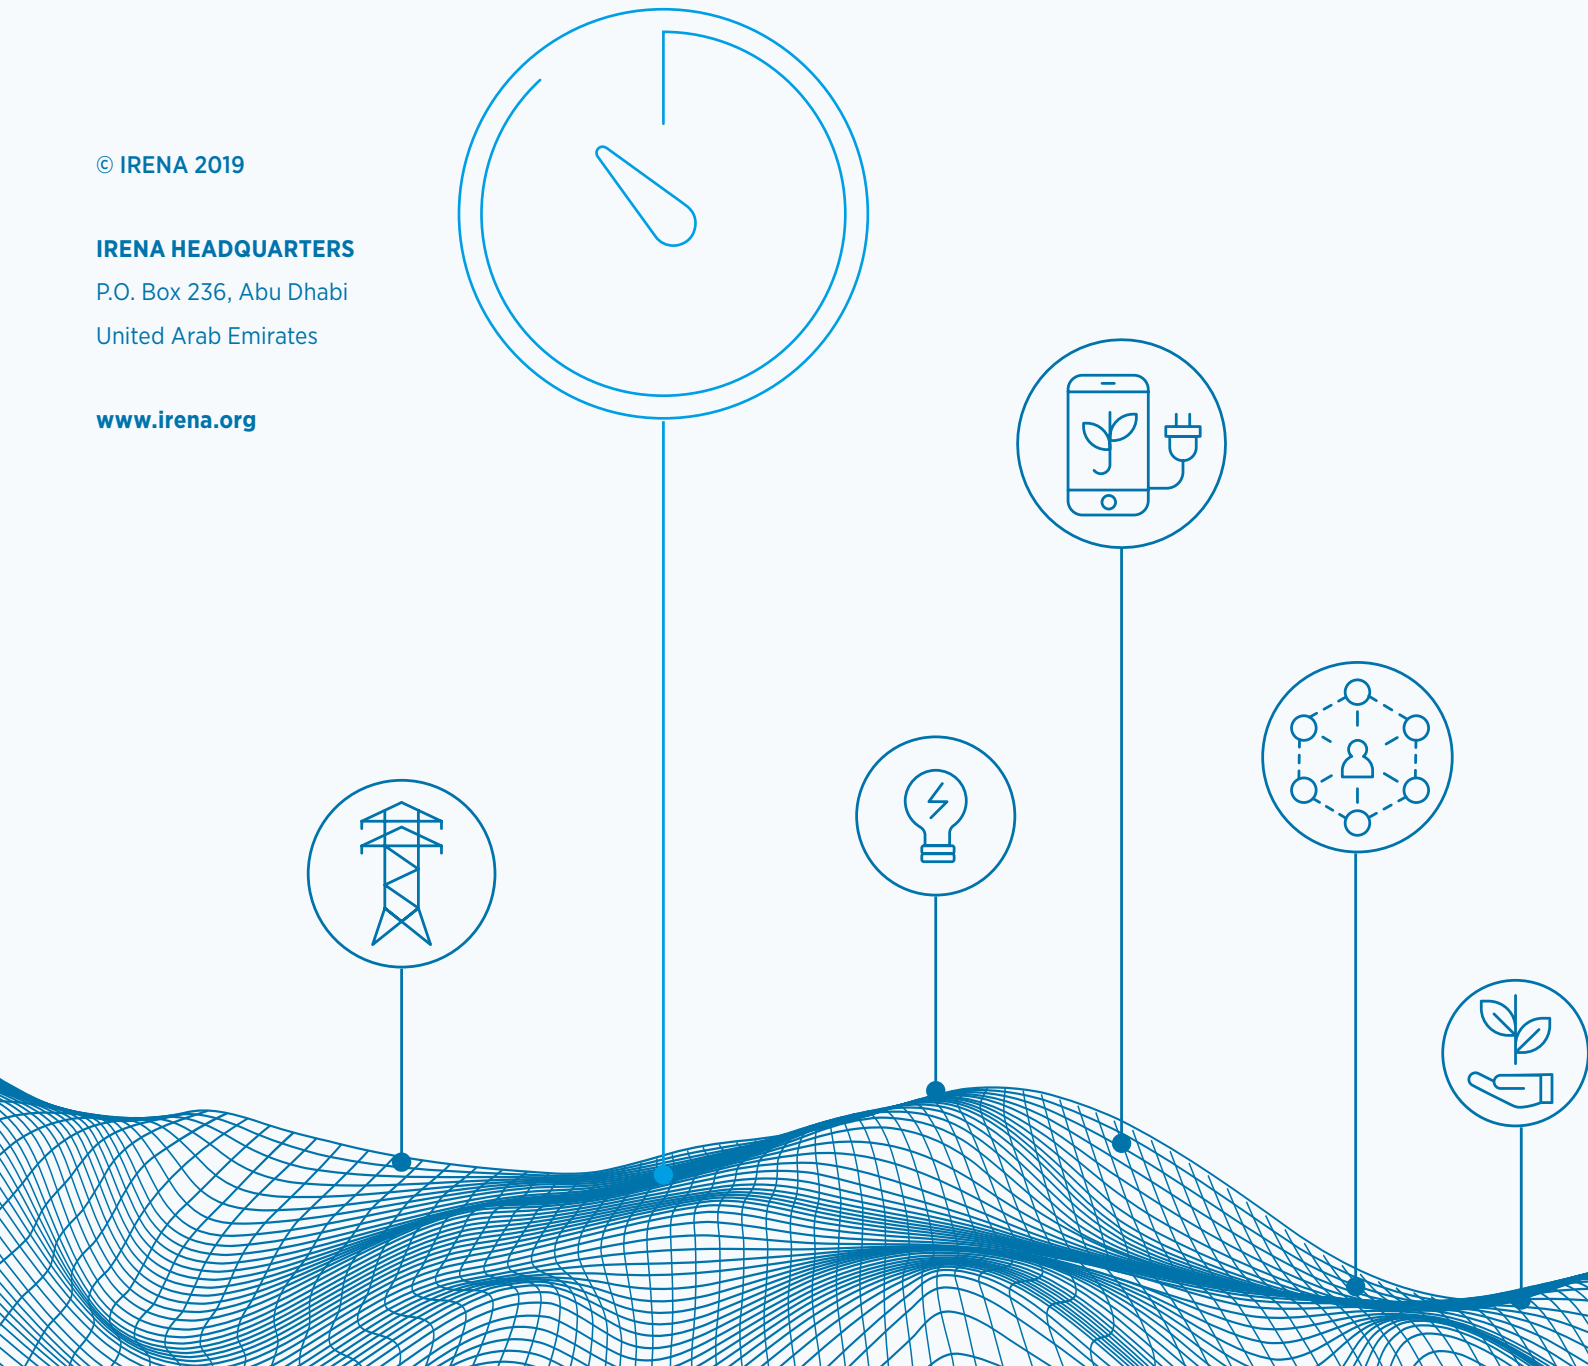 © IRENA 2019
IRENA HEADQUARTERS
P.O. Box 236, Abu Dhabi
United Arab Emirates
www.irena.org